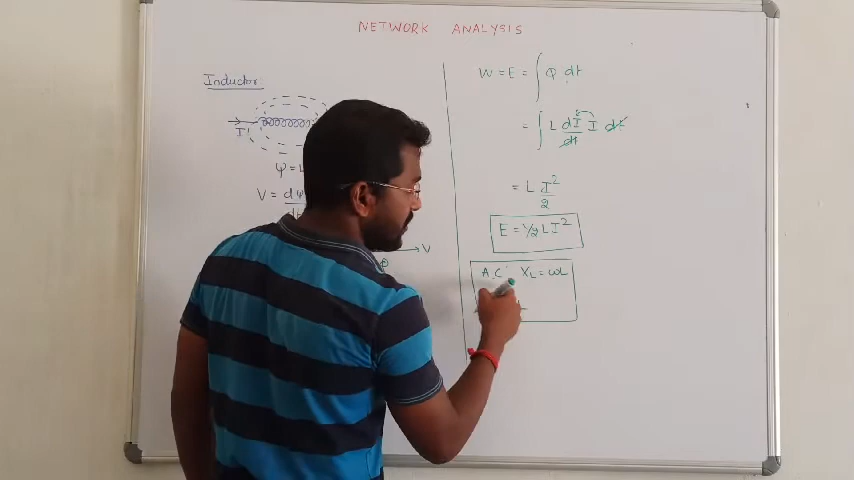 NETWORK ANALYSIS
Inductor
I
φ = L
V = dψ
V
W = E = ∫ Q dt
= ∫ L dI/dt I dt
= L I²/2
E = ½ L I²
A.C X_L = ωL